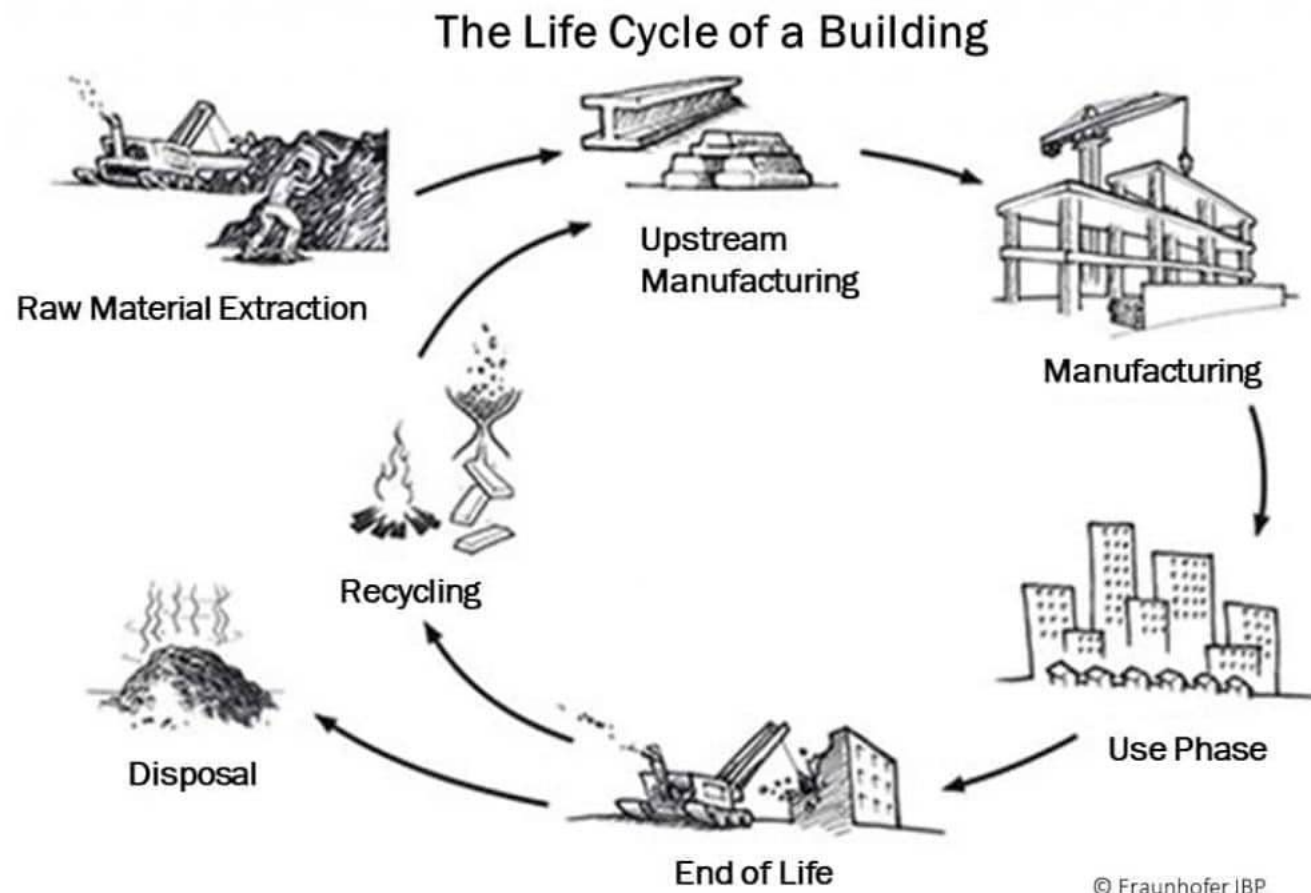 The Life Cycle of a Building
Raw Material Extraction
Upstream
Manufacturing
Manufacturing
Recycling
Disposal
Use Phase
End of Life
© Fraunhofer IBP